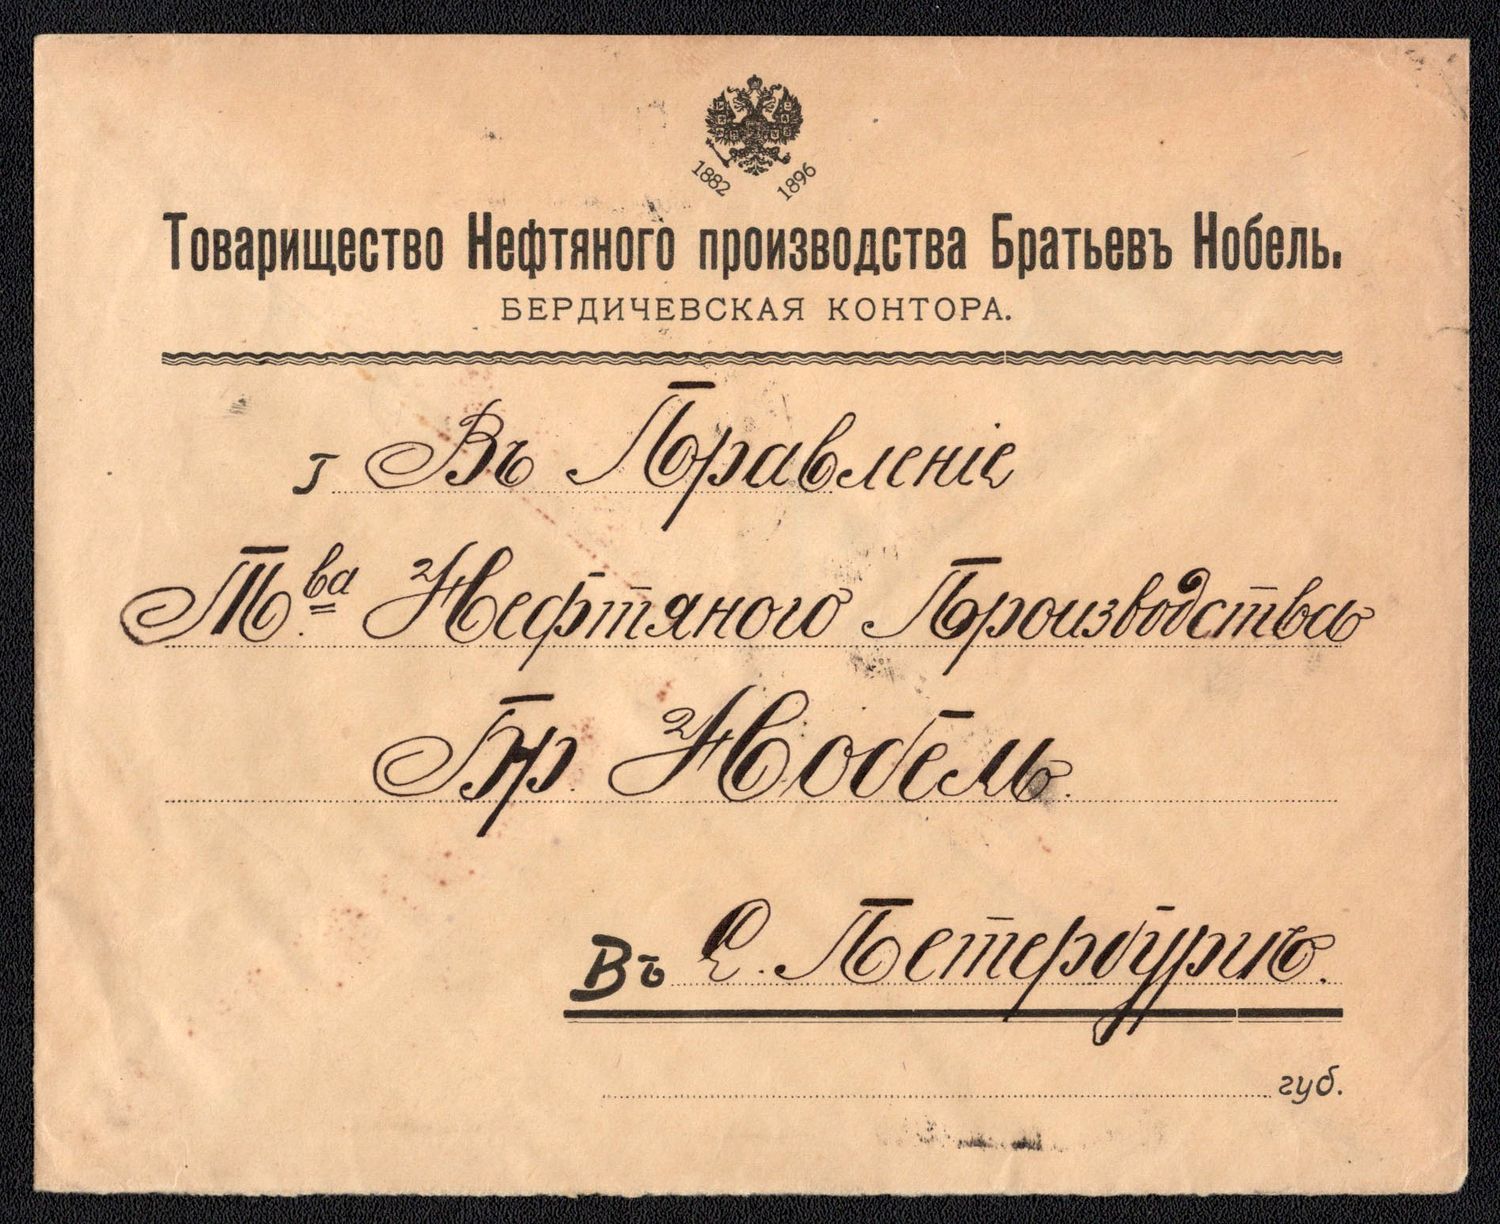 1882 1896
Товарищество Нефтяного производства Братьевъ Нобель.
БЕРДИЧЕВСКАЯ КОНТОРА.
Г Въ Правленіе
Т.ва Нефтяного Производства
Бр. Нобель.
Въ С. Петербургъ.
губ.